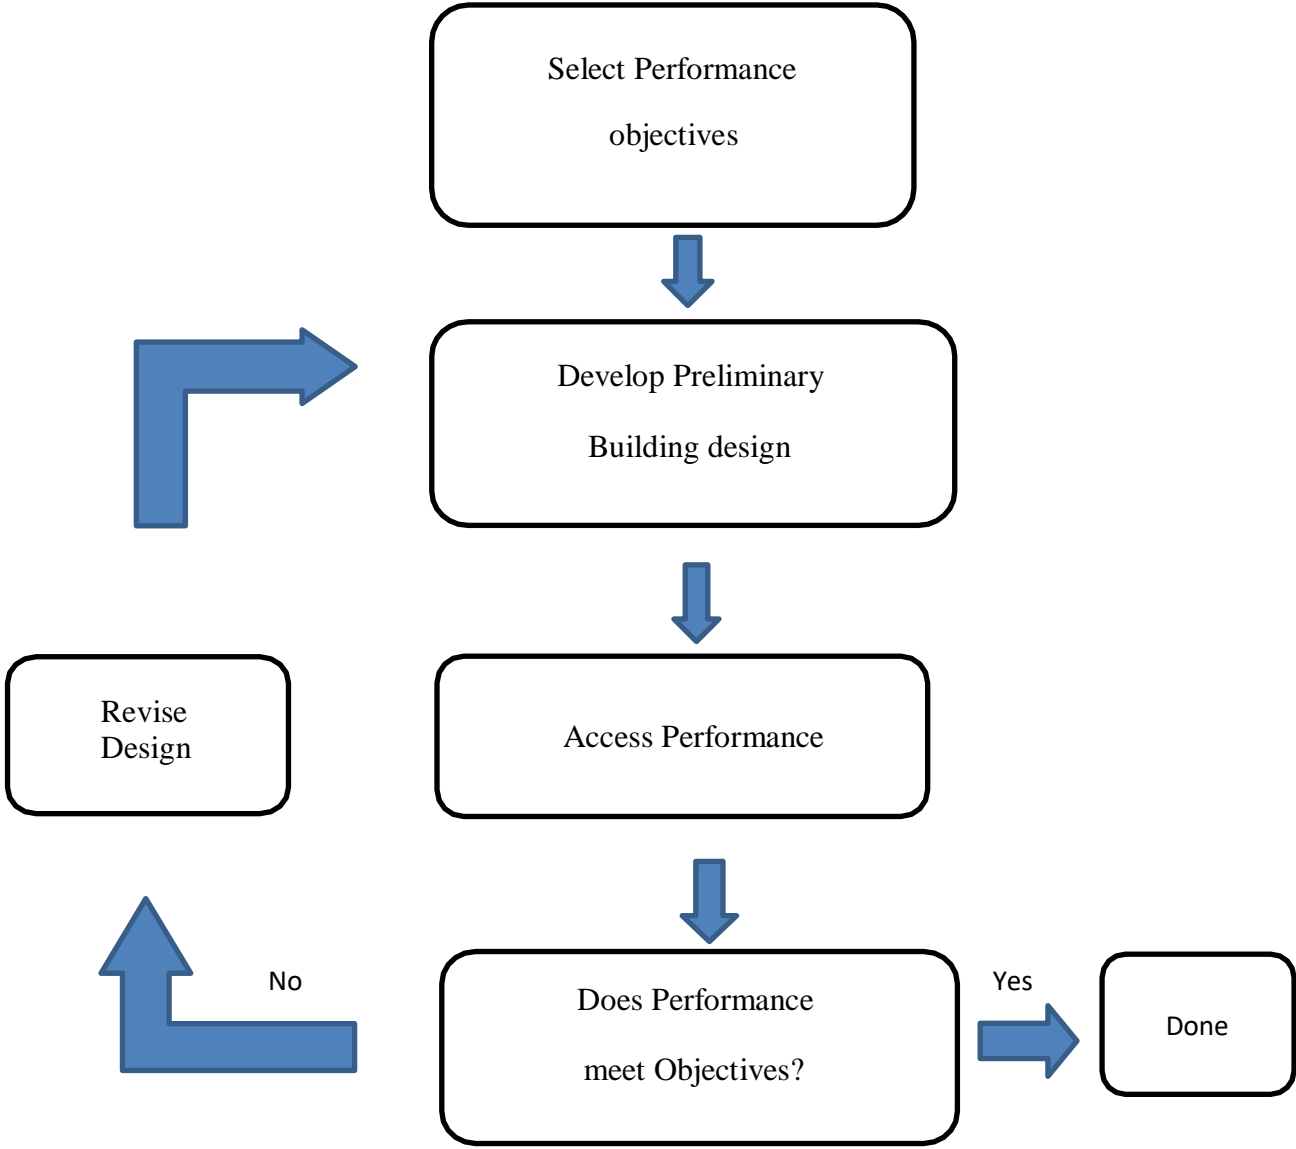 Select Performance
objectives
Develop Preliminary
Building design
Revise
Design
Access Performance
No
Does Performance
meet Objectives?
Yes
Done